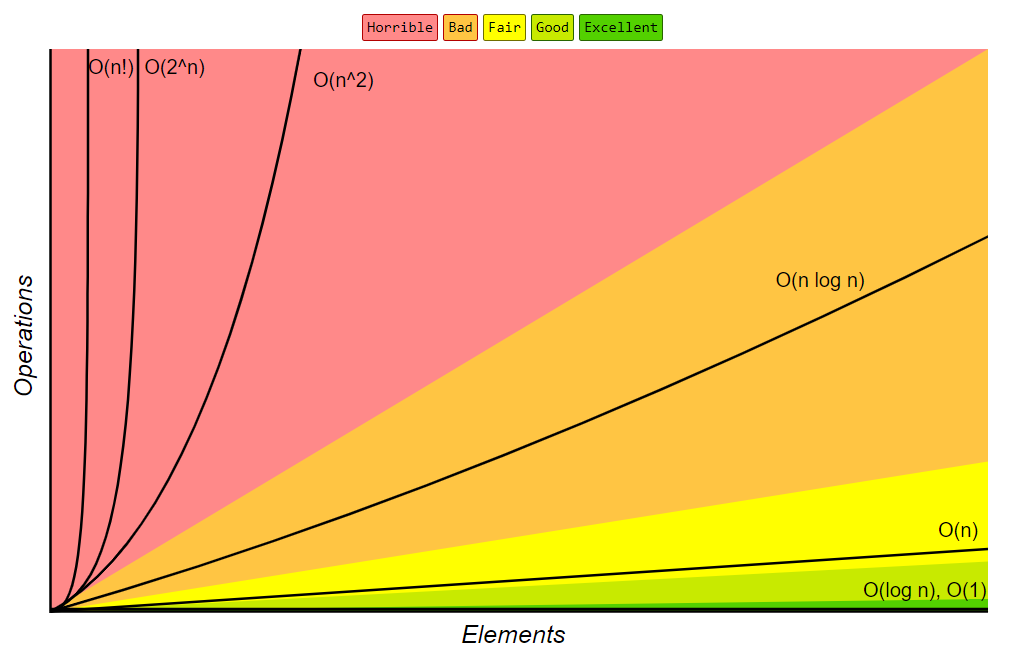 Horrible Bad Fair Good Excellent
O(n!) O(2^n)
O(n^2)
O(n log n)
O(n)
O(log n), O(1)
Operations
Elements